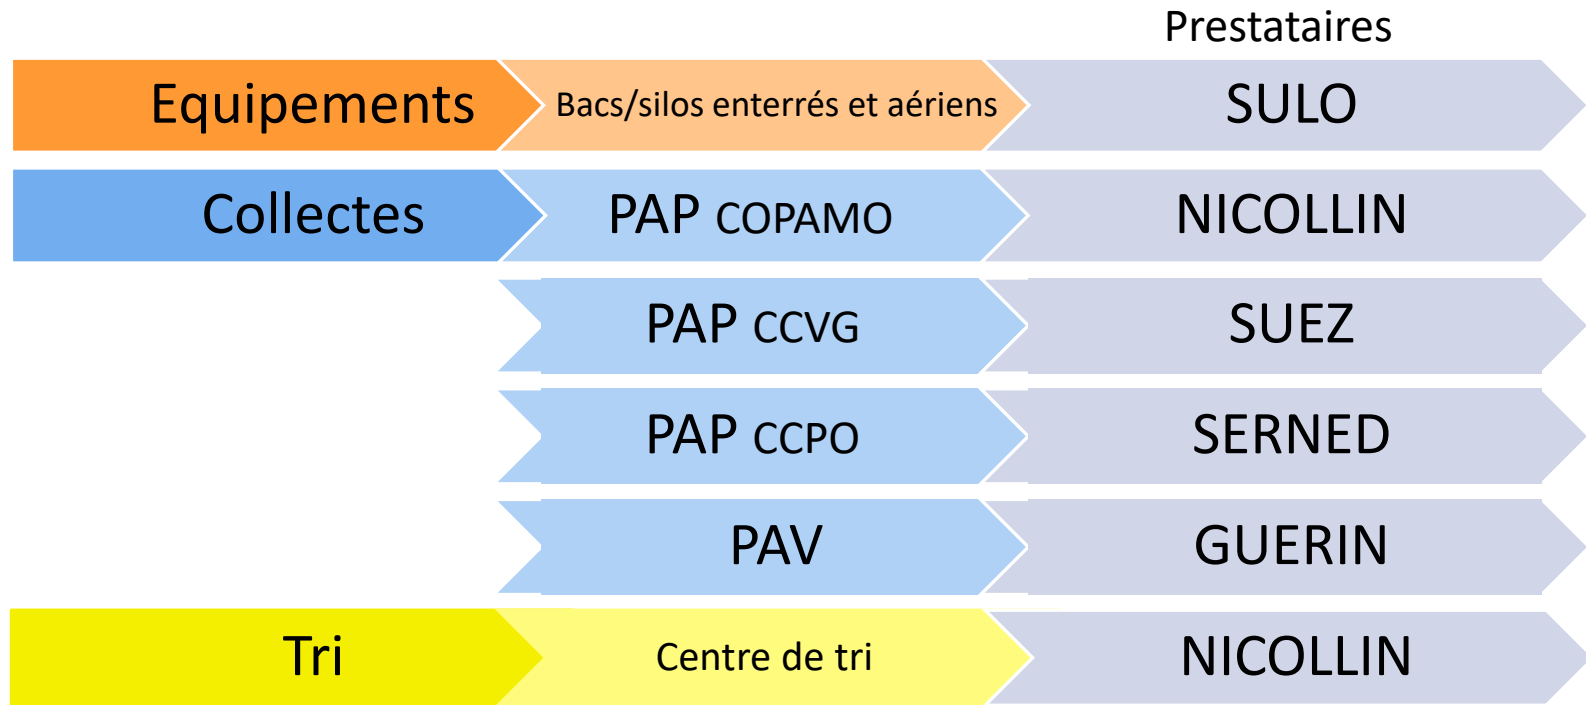 Prestataires
Equipements Bacs/silos enterrés et aériens SULO
Collectes PAP COPAMO NICOLLIN
PAP CCVG SUEZ
PAP CCPO SERNED
PAV GUERIN
Tri Centre de tri NICOLLIN